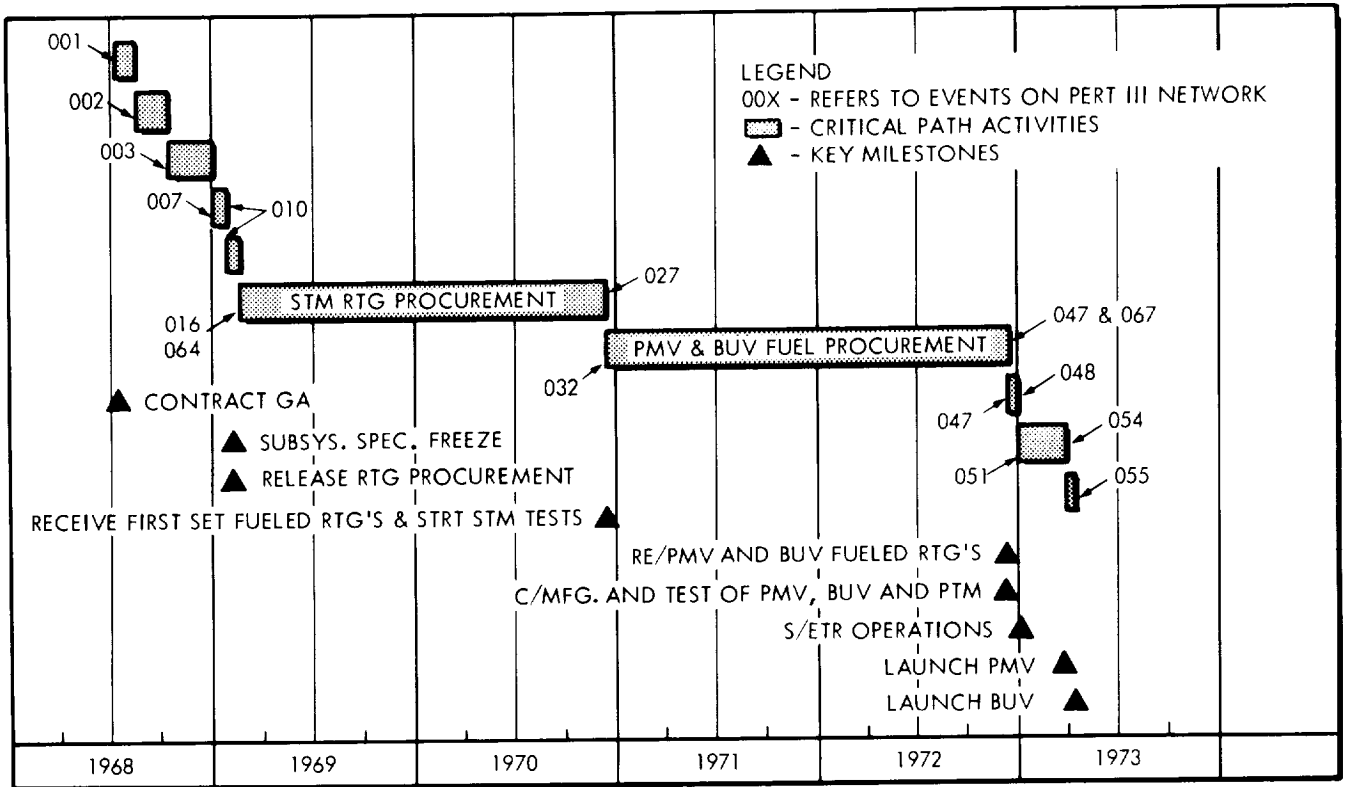 001
002
003
007
010
LEGEND
00X - REFERS TO EVENTS ON PERT III NETWORK
- CRITICAL PATH ACTIVITIES
- KEY MILESTONES
STM RTG PROCUREMENT
027
016
064
PMV & BUV FUEL PROCUREMENT
047 & 067
032
048
047
054
051
055
CONTRACT GA
SUBSYS. SPEC. FREEZE
RELEASE RTG PROCUREMENT
RECEIVE FIRST SET FUELED RTG'S & STRT STM TESTS
RE/PMV AND BUV FUELED RTG'S
C/MFG. AND TEST OF PMV, BUV AND PTM
S/ETR OPERATIONS
LAUNCH PMV
LAUNCH BUV
1968 1969 1970 1971 1972 1973